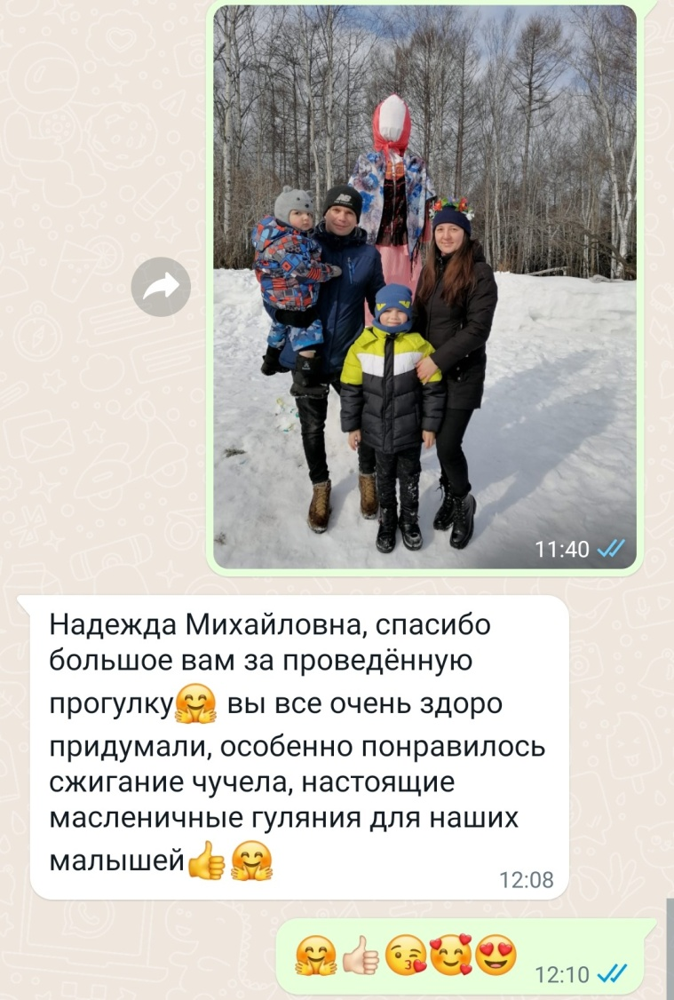 11:40
Надежда Михайловна, спасибо
большое вам за проведённую
прогулку🤗 вы все очень здоро
придумали, особенно понравилось
сжигание чучела, настоящие
масленичные гуляния для наших
малышей👍🤗
12:08
🤗👍🏻😘🥰😍
12:10